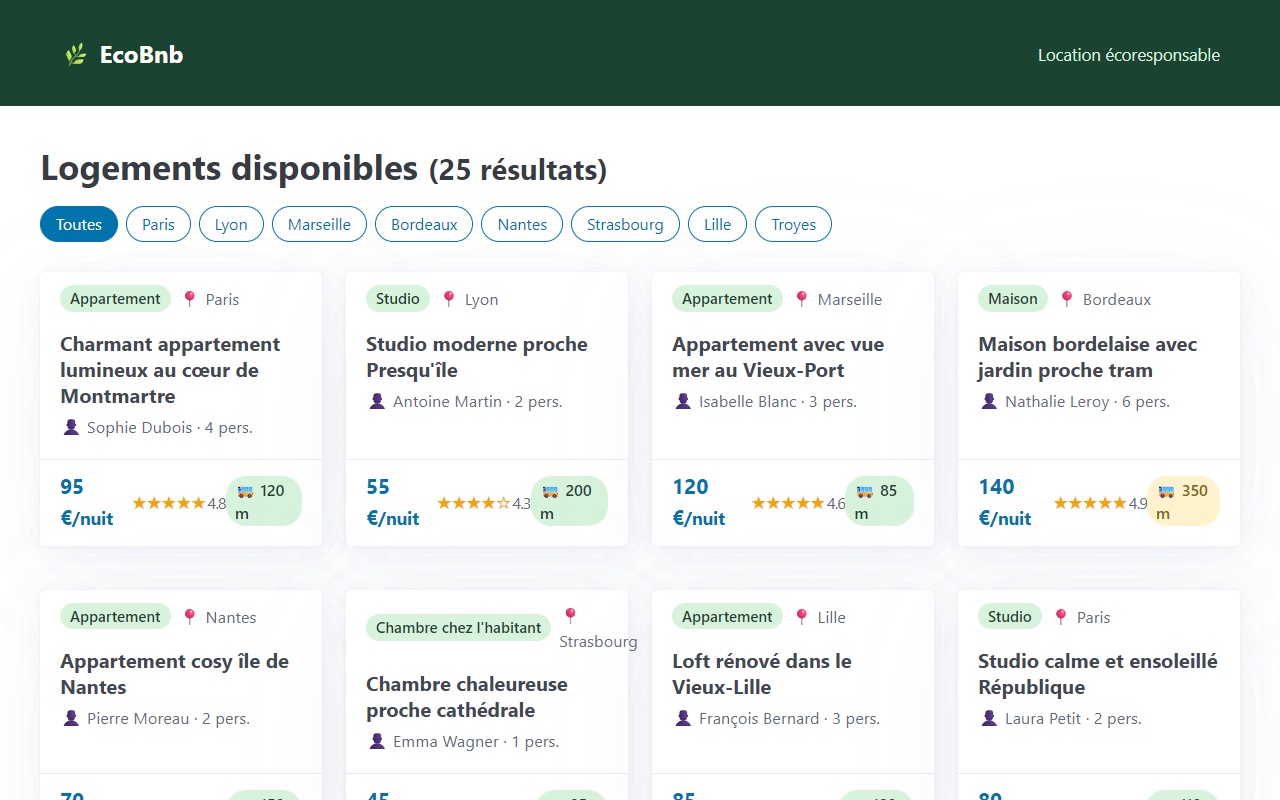 EcoBnb
Location écoresponsable
Logements disponibles (25 résultats)
Toutes Paris Lyon Marseille Bordeaux Nantes Strasbourg Lille Troyes
Appartement Paris
Charmant appartement
lumineux au cœur de
Montmartre
Sophie Dubois · 4 pers.
95
€/nuit
★★★★★ 4.8
120
m
Studio Lyon
Studio moderne proche
Presqu'île
Antoine Martin · 2 pers.
55
€/nuit
★★★★☆ 4.3
200
m
Appartement Marseille
Appartement avec vue
mer au Vieux-Port
Isabelle Blanc · 3 pers.
120
€/nuit
★★★★★ 4.6
85
m
Maison Bordeaux
Maison bordelaise avec
jardin proche tram
Nathalie Leroy · 6 pers.
140
€/nuit
★★★★★ 4.9
350
m
Appartement Nantes
Appartement cosy île de
Nantes
Pierre Moreau · 2 pers.
70
Chambre chez l'habitant
Strasbourg
Chambre chaleureuse
proche cathédrale
Emma Wagner · 1 pers.
45
Appartement Lille
Loft rénové dans le
Vieux-Lille
François Bernard · 3 pers.
85
Studio Paris
Studio calme et ensoleillé
République
Laura Petit · 2 pers.
80